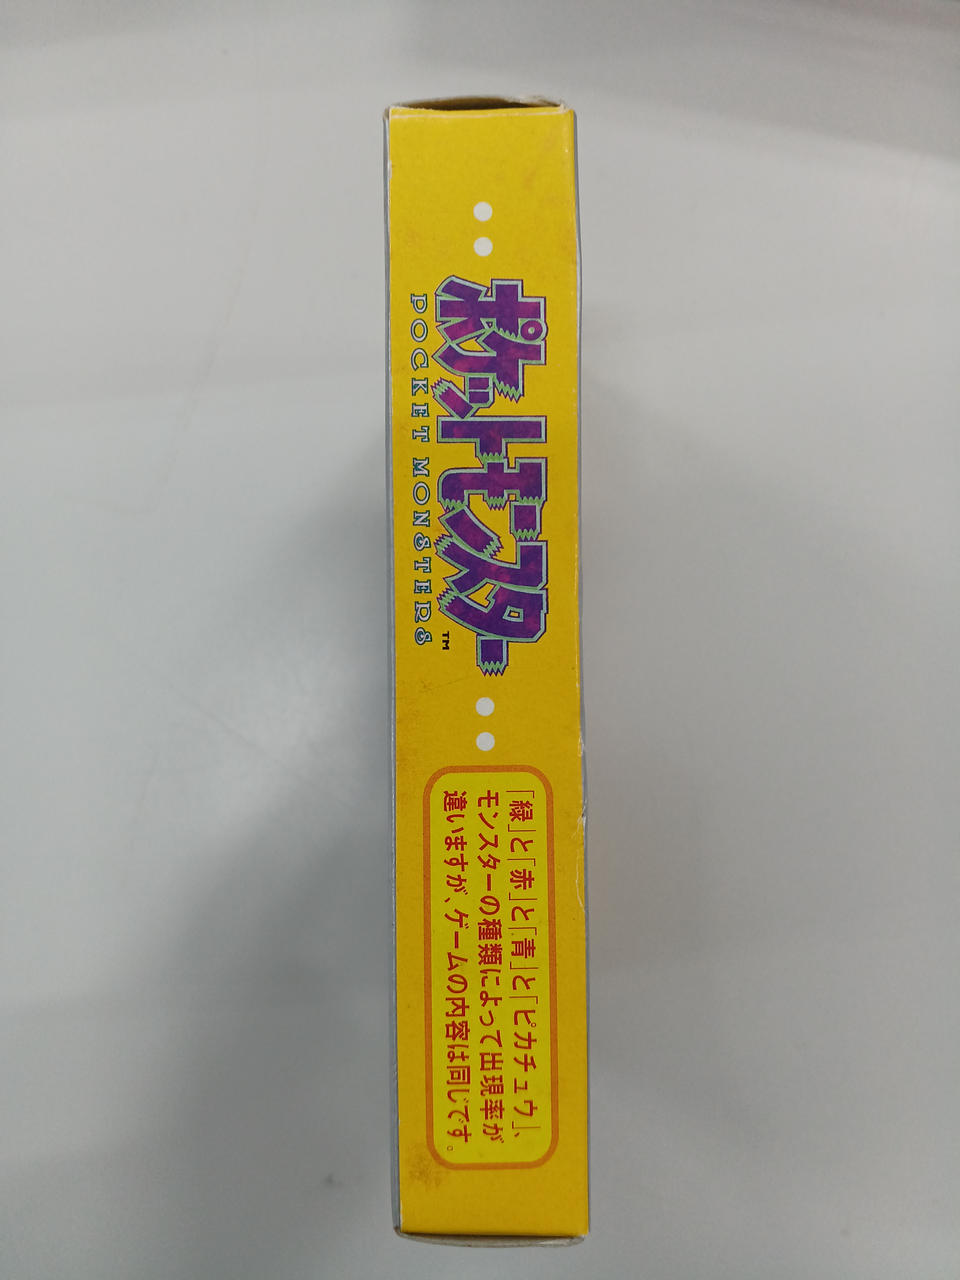 ポケットモンスター
POCKET MONSTERS
TM
「緑」と「赤」と「青」と「ピカチュウ」、
モンスターの種類によって出現率が
違いますが、ゲームの内容は同じです。